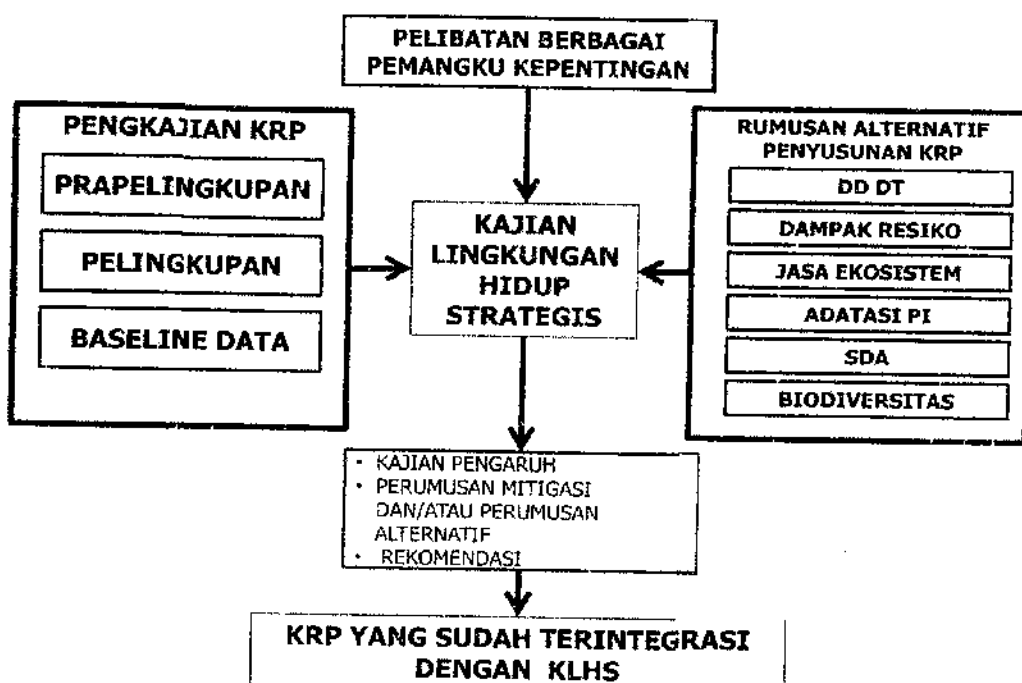 PELIBATAN BERBAGAI
PEMANGKU KEPENTINGAN
PENGKAJIAN KRP
PRAPELINGKUPAN
PELINGKUPAN
BASELINE DATA
KAJIAN
LINGKUNGAN
HIDUP
STRATEGIS
RUMUSAN ALTERNATIF
PENYUSUNAN KRP
DD DT
DAMPAK RESIKO
JASA EKOSISTEM
ADATASI PI
SDA
BIODIVERSITAS
• KAJIAN PENGARUH
• PERUMUSAN MITIGASI
DAN/ATAU PERUMUSAN
ALTERNATIF
• REKOMENDASI
KRP YANG SUDAH TERINTEGRASI
DENGAN KLHS